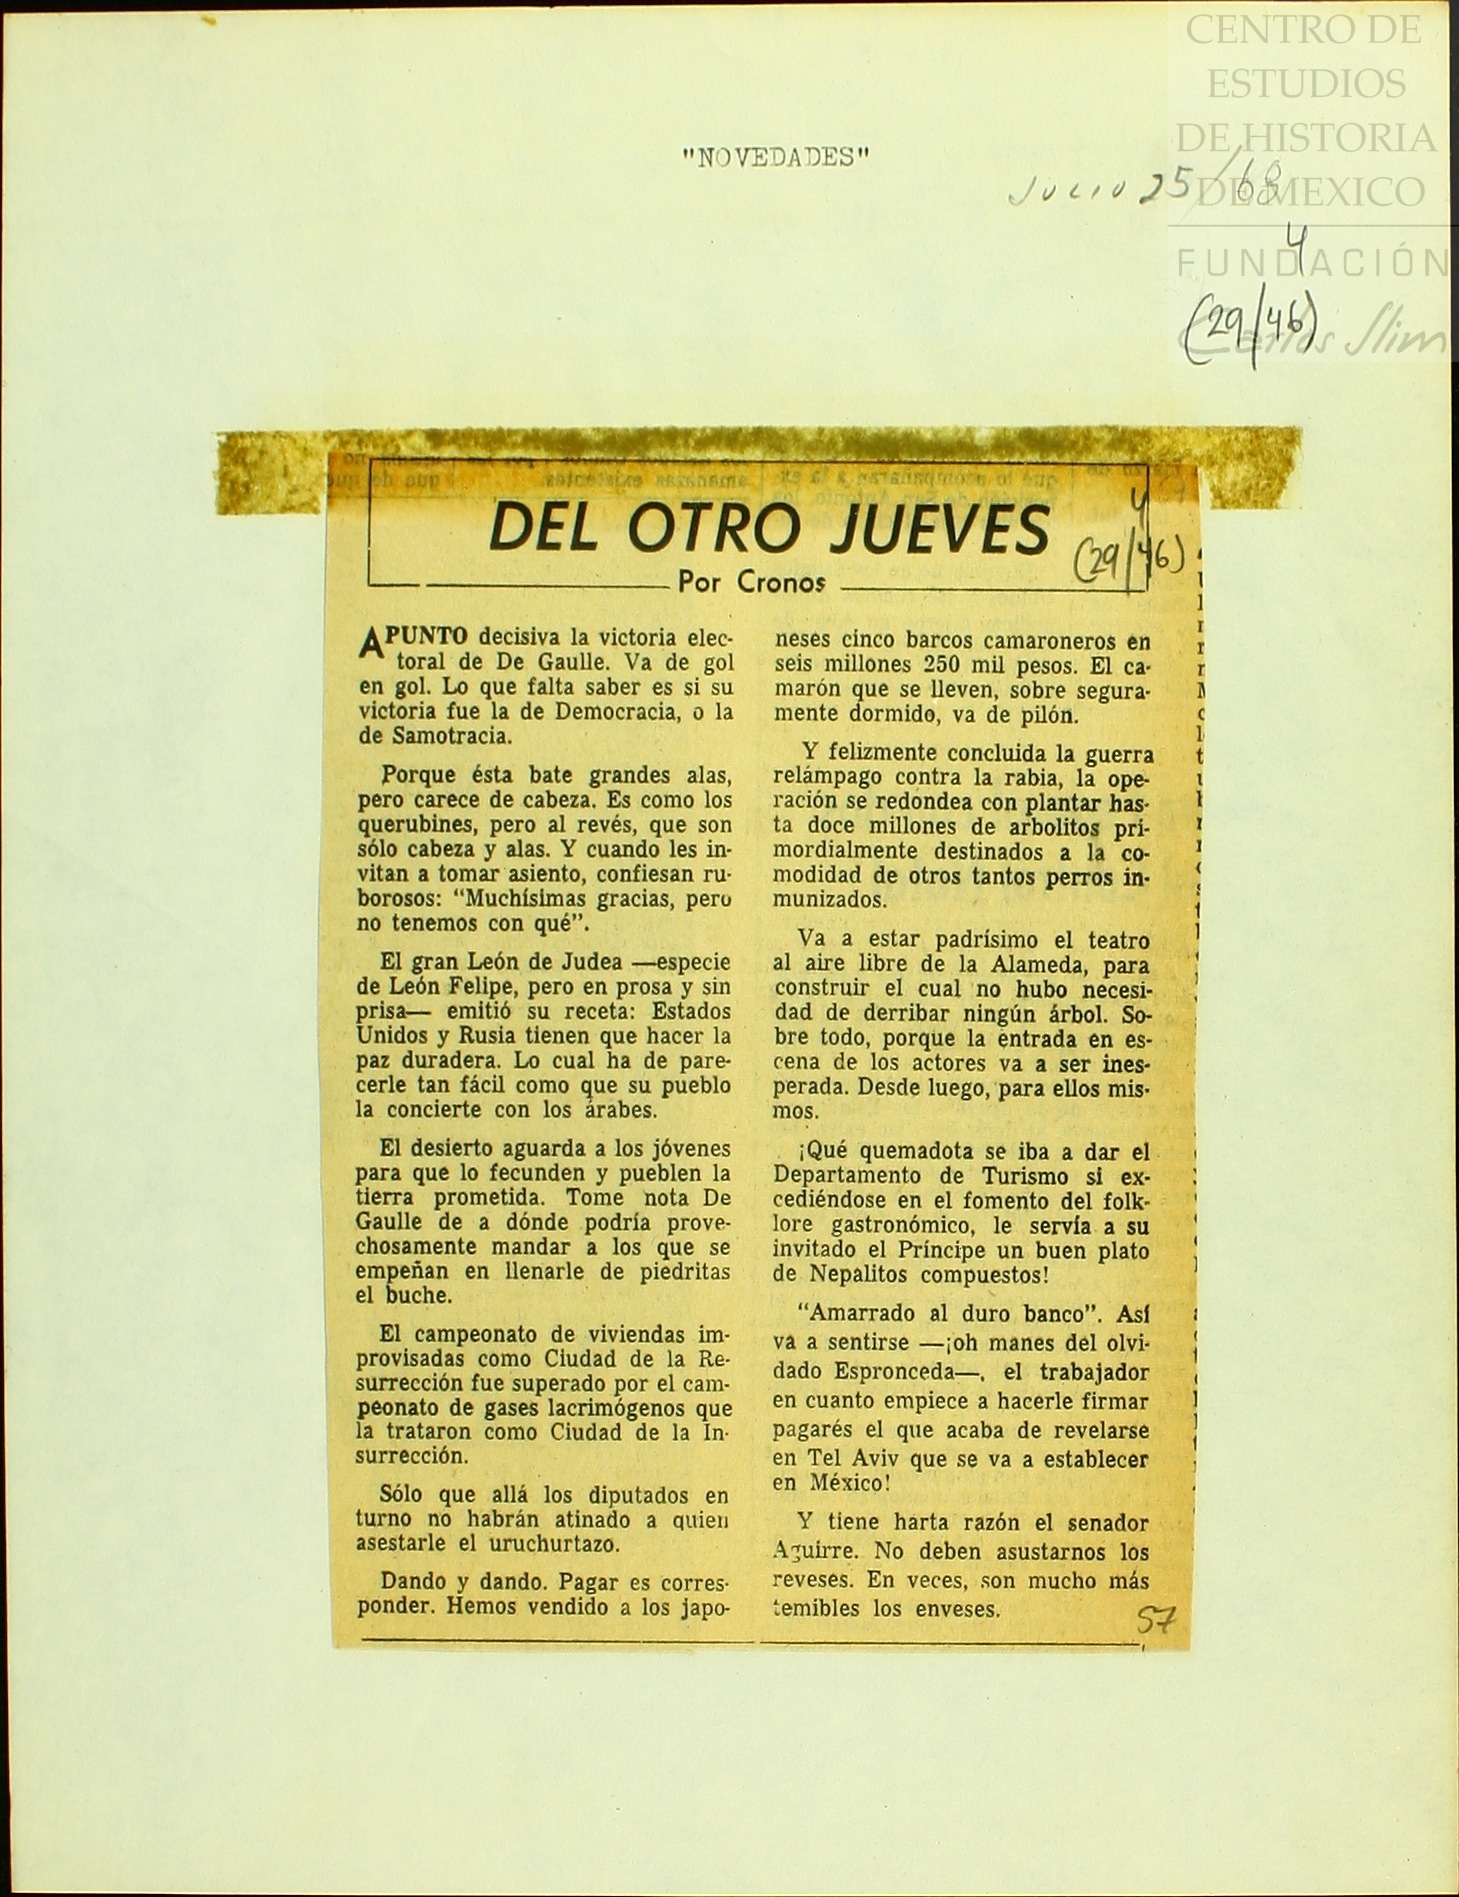 CENTRO DE
ESTUDIOS
DE HISTORIA
DE MEXICO
FUNDACIÓN
Carlos Slim
"NOVEDADES"
JULIO 25/68
4
(29/46)
DEL OTRO JUEVES
4
(29/46)
Por Cronos
APUNTO decisiva la victoria elec-
toral de De Gaulle. Va de gol
en gol. Lo que falta saber es si su
victoria fue la de Democracia, o la
de Samotracia.
Porque ésta bate grandes alas,
pero carece de cabeza. Es como los
querubines, pero al revés, que son
sólo cabeza y alas. Y cuando les in-
vitan a tomar asiento, confiesan ru-
borosos: "Muchísimas gracias, pero
no tenemos con qué".
El gran León de Judea —especie
de León Felipe, pero en prosa y sin
prisa— emitió su receta: Estados
Unidos y Rusia tienen que hacer la
paz duradera. Lo cual ha de pare-
cerle tan fácil como que su pueblo
la concierte con los árabes.
El desierto aguarda a los jóvenes
para que lo fecunden y pueblen la
tierra prometida. Tome nota De
Gaulle de a dónde podría prove-
chosamente mandar a los que se
empeñan en llenarle de piedritas
el buche.
El campeonato de viviendas im-
provisadas como Ciudad de la Re-
surrección fue superado por el cam-
peonato de gases lacrimógenos que
la trataron como Ciudad de la In-
surrección.
Sólo que allá los diputados en
turno no habrán atinado a quien
asestarle el uruchurtazo.
Dando y dando. Pagar es corres-
ponder. Hemos vendido a los japo-
neses cinco barcos camaroneros en
seis millones 250 mil pesos. El ca-
marón que se lleven, sobre segura-
mente dormido, va de pilón.
Y felizmente concluida la guerra
relámpago contra la rabia, la ope-
ración se redondea con plantar has-
ta doce millones de arbolitos pri-
mordialmente destinados a la co-
modidad de otros tantos perros in-
munizados.
Va a estar padrísimo el teatro
al aire libre de la Alameda, para
construir el cual no hubo necesi-
dad de derribar ningún árbol. So-
bre todo, porque la entrada en es-
cena de los actores va a ser ines-
perada. Desde luego, para ellos mis-
mos.
¡Qué quemadota se iba a dar el
Departamento de Turismo si ex-
cediéndose en el fomento del folk-
lore gastronómico, le servía a su
invitado el Príncipe un buen plato
de Nepalitos compuestos!
"Amarrado al duro banco". Así
va a sentirse —¡oh manes del olvi-
dado Espronceda—, el trabajador
en cuanto empiece a hacerle firmar
pagarés el que acaba de revelarse
en Tel Aviv que se va a establecer
en México!
Y tiene harta razón el senador
Aguirre. No deben asustarnos los
reveses. En veces, son mucho más
temibles los enveses.
57